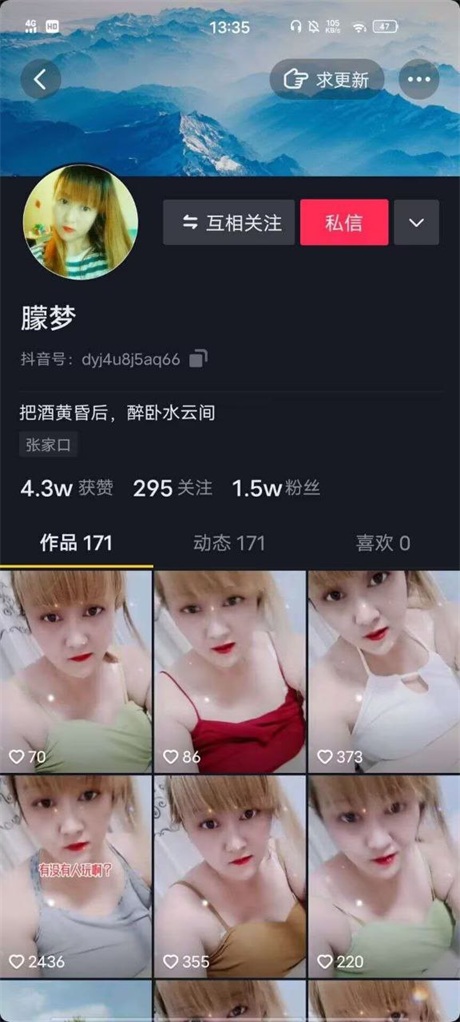 4G HD 13:35 105 KB/s 47
求更新
互相关注 私信
朦梦
抖音号：dyj4u8j5aq66
把酒黄昏后，醉卧水云间
张家口
4.3w 获赞 295 关注 1.5w 粉丝
作品 171 动态 171 喜欢 0
70 86 373
有没有人玩啊？
2436 355 220